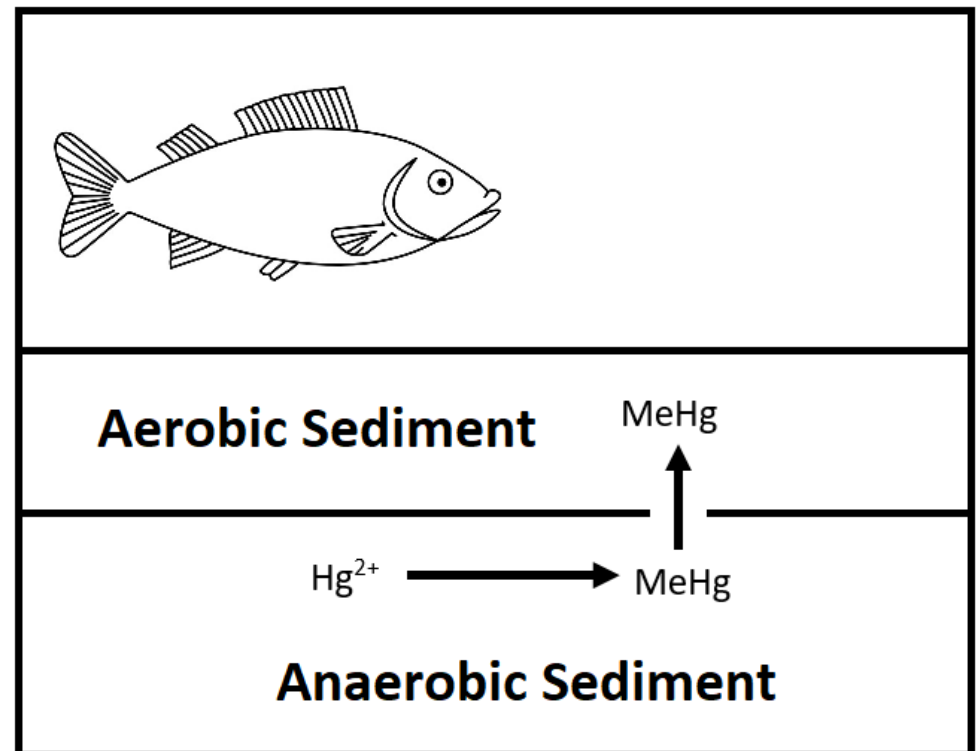 Aerobic Sediment
MeHg
Hg²⁺
MeHg
Anaerobic Sediment